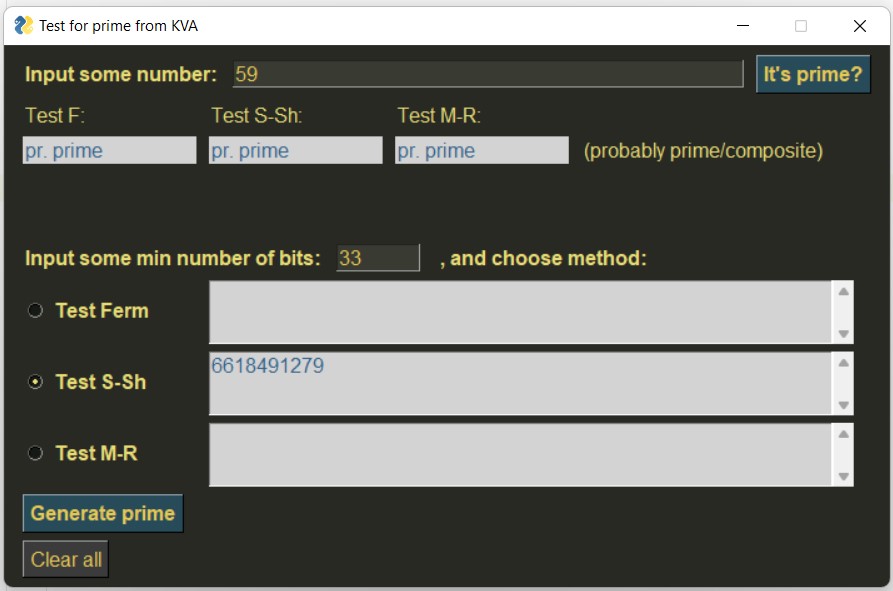 Test for prime from KVA
Input some number: 59 It's prime?
Test F: Test S-Sh: Test M-R:
pr. prime pr. prime pr. prime (probably prime/composite)
Input some min number of bits: 33 , and choose method:
Test Ferm
Test S-Sh 6618491279
Test M-R
Generate prime
Clear all